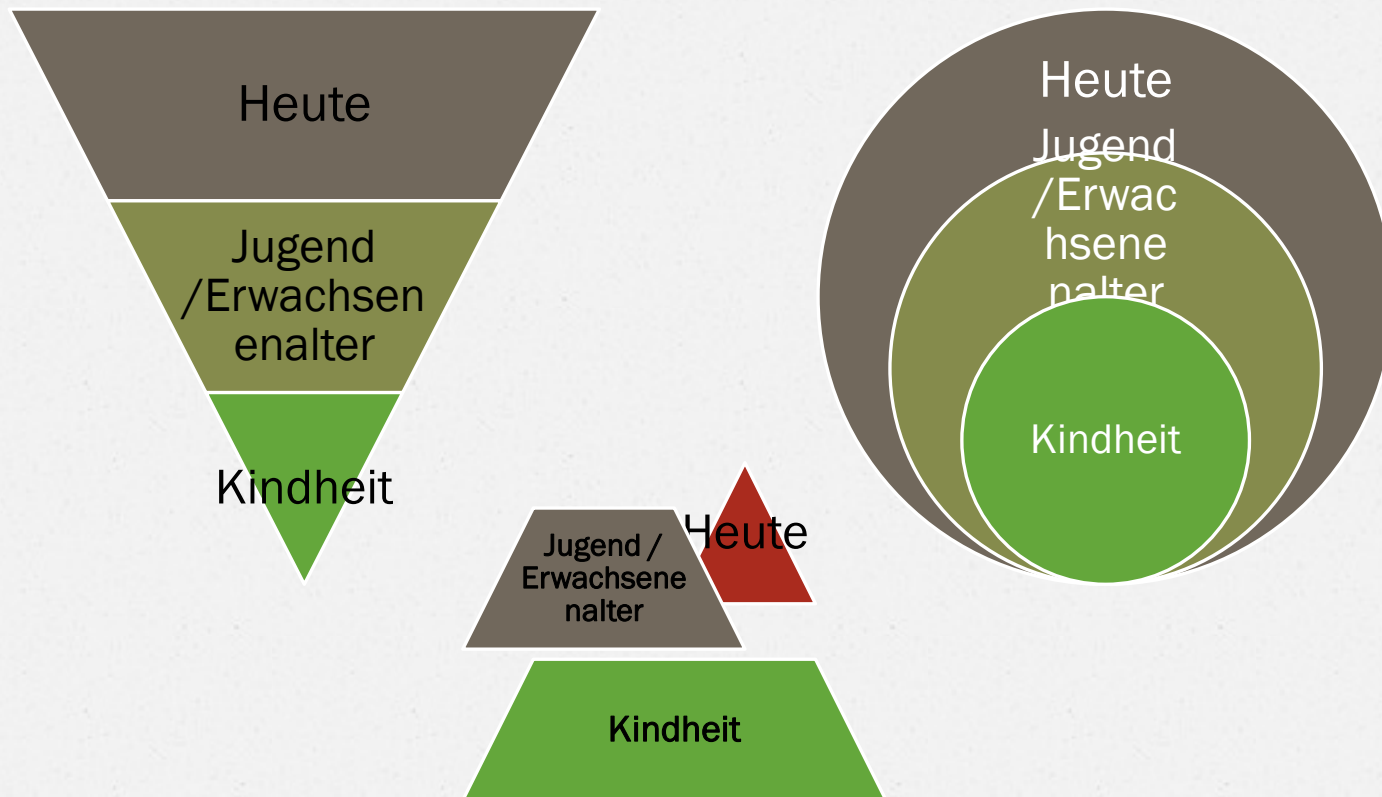 Heute
Jugend
/Erwachsen
enalter
Kindheit
Heute
Jugend
/Erwac
hsene
nalter
Kindheit
Heute
Jugend /
Erwachsene
nalter
Kindheit